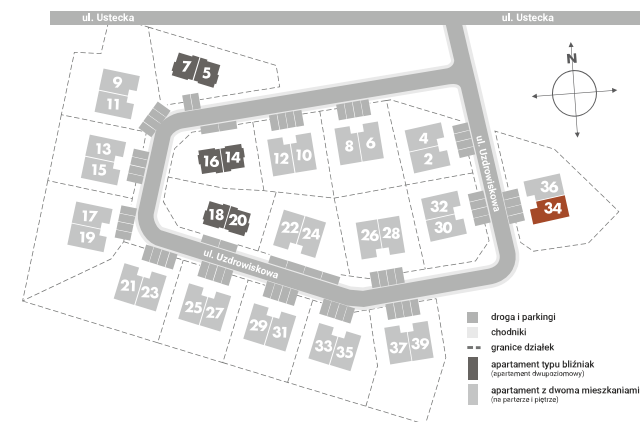 ul. Ustecka
ul. Ustecka
7 5
N
9
11
13
15
16 14
12 10
8 6
4
2
ul. Uzdrowiskowa
36
34
17
19
18 20
22 24
26 28
32
30
ul. Uzdrowiskowa
21 23
25 27
29 31
33 35
37 39
droga i parkingi
chodniki
granice działek
apartament typu bliźniak
(apartament dwupoziomowy)
apartament z dwoma mieszkaniami
(na parterze i piętrze)